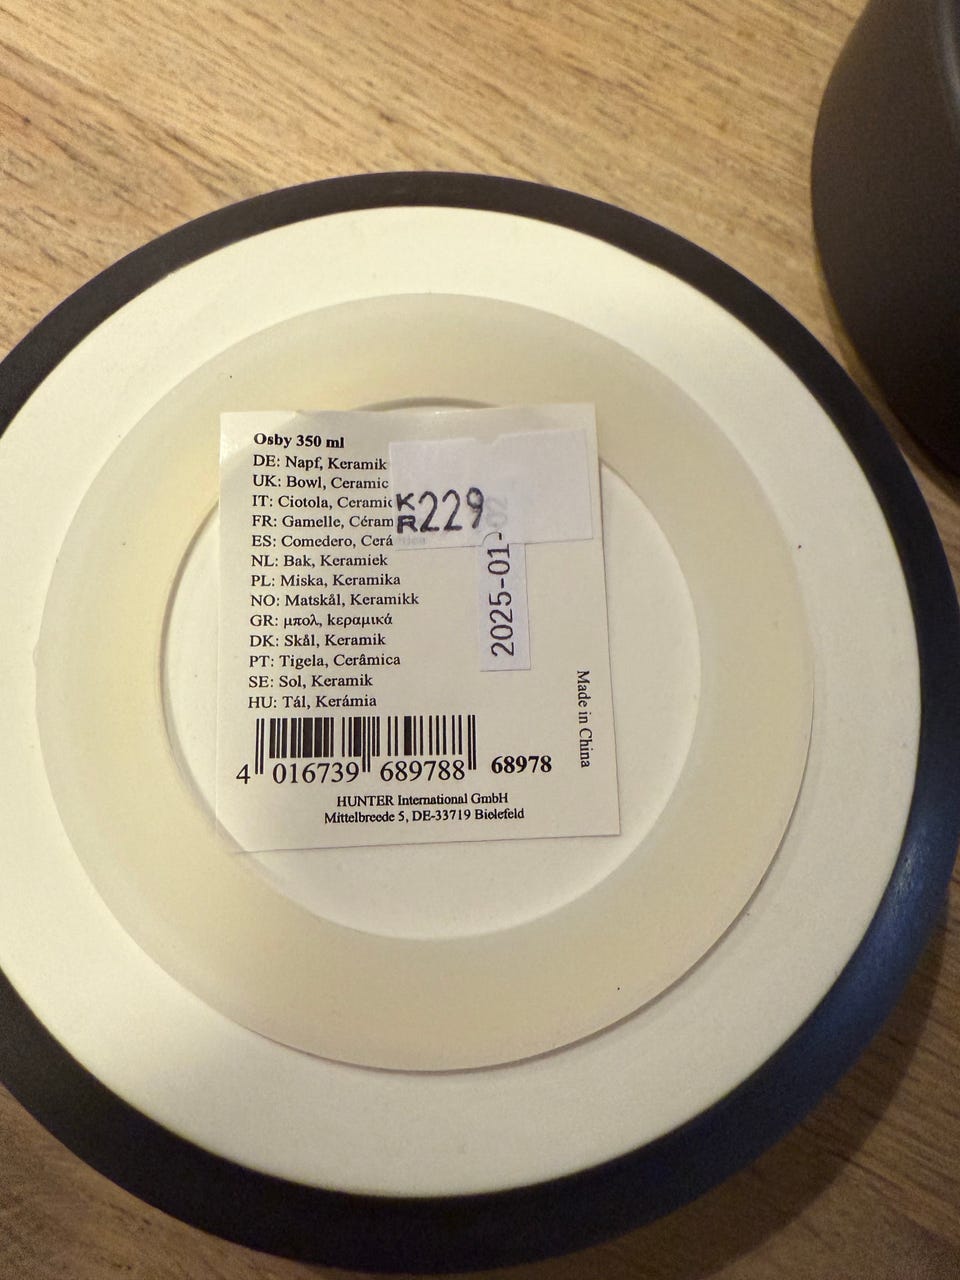 Osby 350 ml
DE: Napf, Keramik
UK: Bowl, Ceramic
IT: Ciotola, Ceramic
FR: Gamelle, Céram
ES: Comedero, Cerá
NL: Bak, Keramiek
PL: Miska, Keramika
NO: Matskål, Keramikk
GR: μπολ, κεραμικά
DK: Skål, Keramik
PT: Tigela, Cerâmica
SE: Sol, Keramik
HU: Tál, Kerámia
KR 229
2025-01-02
Made in China
4 016739 689788 68978
HUNTER International GmbH
Mittelbreede 5, DE-33719 Bielefeld